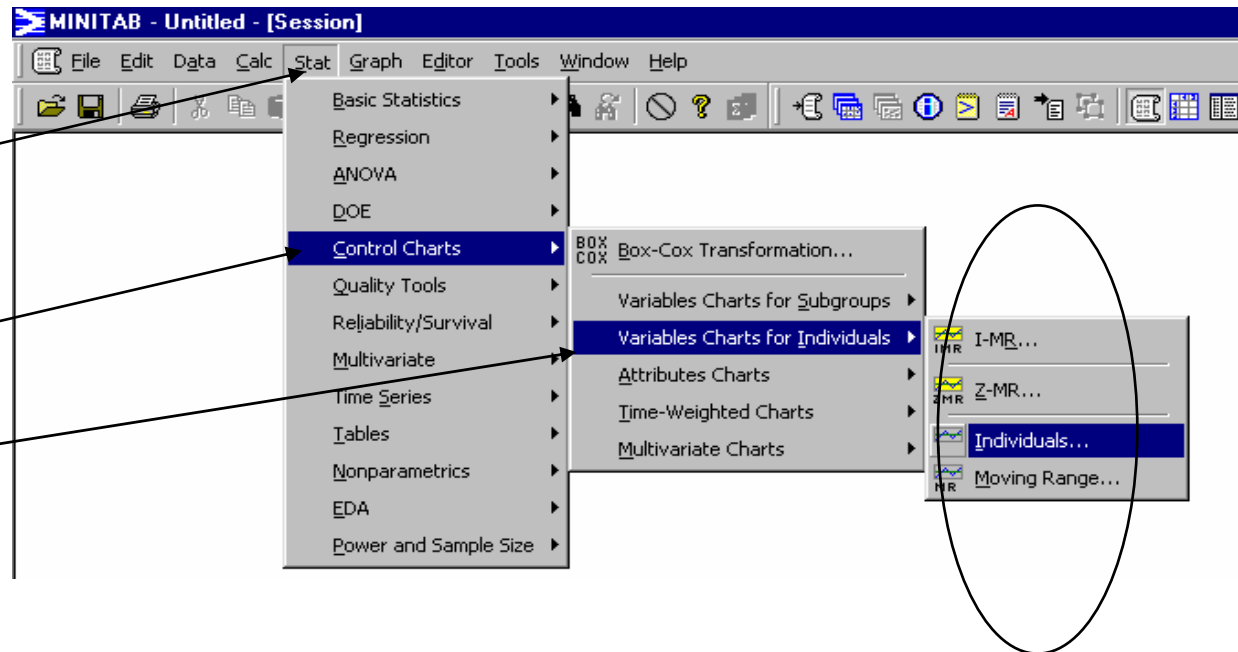 MINITAB - Untitled - [Session]
File Edit Data Calc Stat Graph Editor Tools Window Help
Basic Statistics
Regression
ANOVA
DOE
Control Charts
Quality Tools
Reliability/Survival
Multivariate
Time Series
Tables
Nonparametrics
EDA
Power and Sample Size
BOX COX Box-Cox Transformation...
Variables Charts for Subgroups
Variables Charts for Individuals
Attributes Charts
Time-Weighted Charts
Multivariate Charts
IMR I-MR...
ZMR Z-MR...
Individuals...
MR Moving Range...